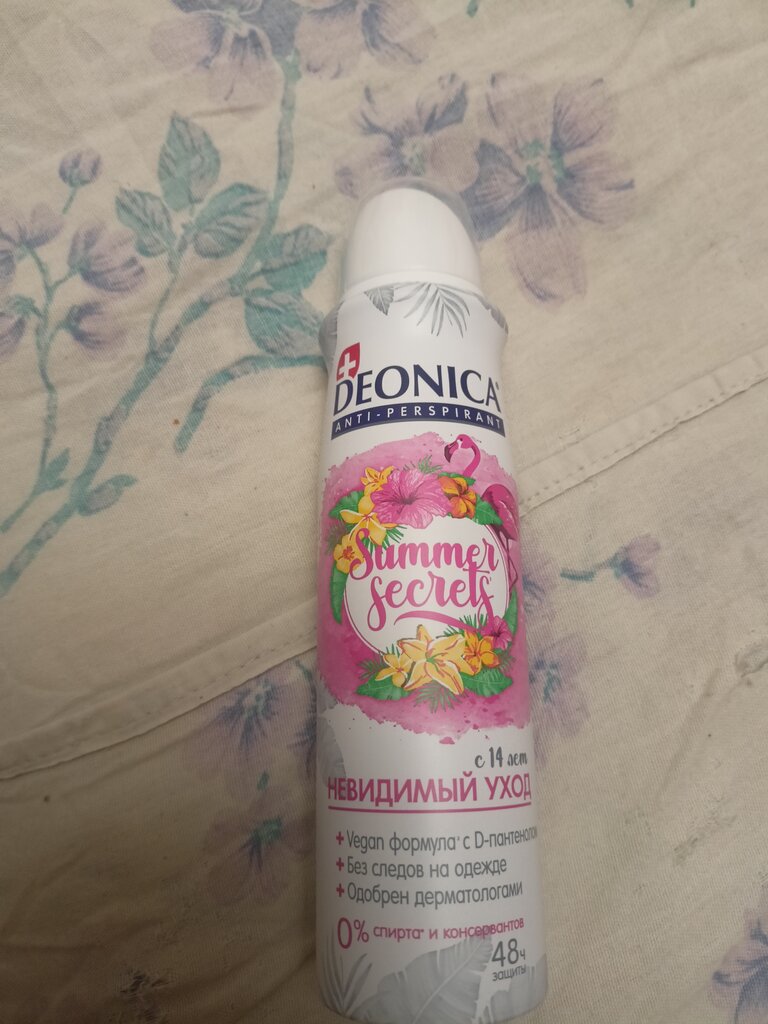 DEONICA
ANTI-PERSPIRANT
Summer
secrets
с 14 лет
НЕВИДИМЫЙ УХОД
+ Vegan формула* с D-пантенолом
+ Без следов на одежде
+ Одобрен дерматологами
0% спирта* и консервантов
48ч
защиты